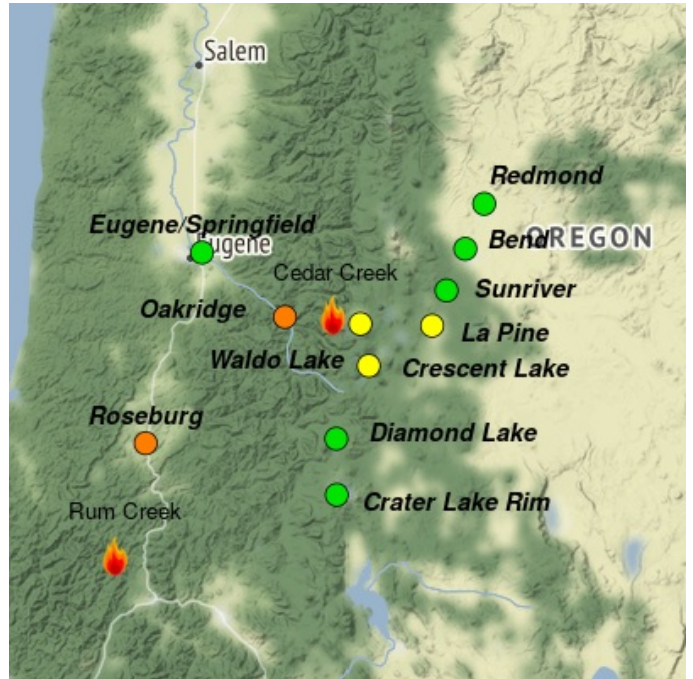 Salem
Redmond
Eugene/Springfield
Eugene
Bend
OREGON
Cedar Creek
Sunriver
Oakridge
La Pine
Waldo Lake
Crescent Lake
Roseburg
Diamond Lake
Crater Lake Rim
Rum Creek